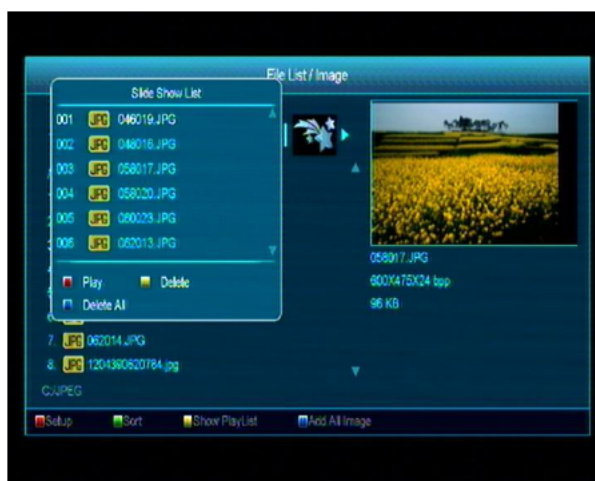 File List / Image
Slide Show List
001 JPG 046019.JPG
002 JPG 048016.JPG
003 JPG 058017.JPG
004 JPG 058020.JPG
005 JPG 060023.JPG
006 JPG 062013.JPG
Play Delete
Delete All
058017.JPG
600X475X24 bpp
96 KB
7. JPG 062014.JPG
8. JPG 1204390620784.jpg
C:/JPEG
Setup Sort Show PlayList Add All Image